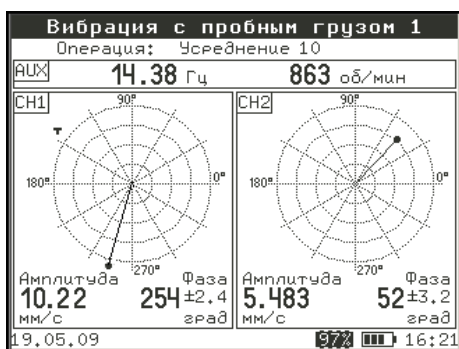 Вибрация с пробным грузом 1
Операция: Усреднение 10
AUX 14.38 Гц 863 об/мин
CH1 90° CH2 90°
т
180° 0° 180° 0°
270° 270°
Амплитуда Фаза Амплитуда Фаза
10.22 254±2.4 5.483 52±3.2
мм/с град мм/с град
19.05.09 97% 16:21